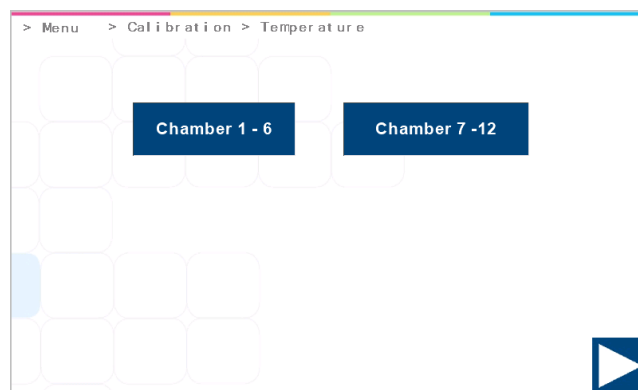 > Menu > Calibration > Temperature
Chamber 1 - 6
Chamber 7 -12